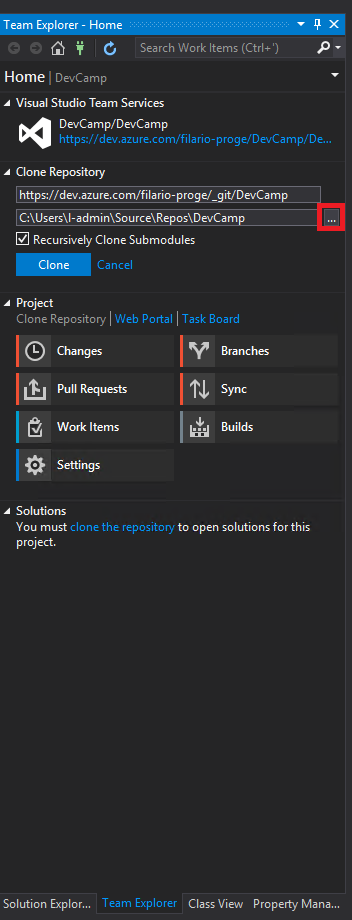 Team Explorer - Home
Search Work Items (Ctrl+')
Home | DevCamp
Visual Studio Team Services
DevCamp/DevCamp
https://dev.azure.com/filario-proge/DevCamp/De...
Clone Repository
https://dev.azure.com/filario-proge/_git/DevCamp
C:\Users\l-admin\Source\Repos\DevCamp ...
Recursively Clone Submodules
Clone Cancel
Project
Clone Repository | Web Portal | Task Board
Changes Branches
Pull Requests Sync
Work Items Builds
Settings
Solutions
You must clone the repository to open solutions for this
project.
Solution Explor... Team Explorer Class View Property Mana...